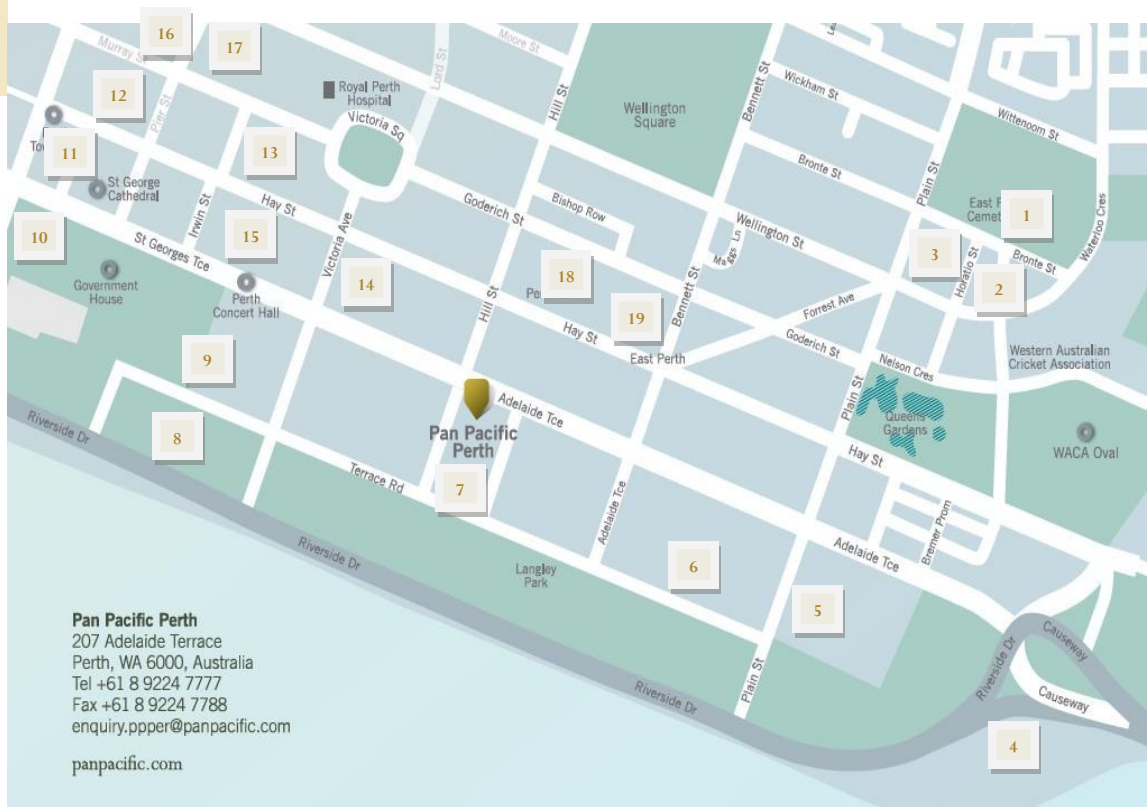 16
17
Murray St
Moore St
Lord St
12
Pier St
Royal Perth
Hospital
Hill St
Bennett St
Wickham St
Wellington
Square
Victoria Sq
Wittenoom St
11
13
Bronte St
Plain St
St George
Cathedral
Irwin St
Hay St
Goderich St
Bishop Row
Wellington St
1
Waterloo Cres
10
15
St Georges Tce
Victoria Ave
Maggs Ln
3
Horatio St
Bronte St
Government
House
Perth
Concert Hall
14
Hill St
18
Bennett St
2
Forrest Ave
19
Hay St
East Perth
Goderich St
Nelson Cres
Western Australian
Cricket Association
9
Plain St
Adelaide Tce
Queens
Gardens
Riverside Dr
8
Pan Pacific
Perth
Hay St
WACA Oval
Terrace Rd
7
Adelaide Tce
Bremer Prom
Riverside Dr
Langley
Park
6
Adelaide Tce
5
Pan Pacific Perth
207 Adelaide Terrace
Perth, WA 6000, Australia
Tel +61 8 9224 7777
Fax +61 8 9224 7788
enquiry.ppper@panpacific.com
panpacific.com
Riverside Dr
Plain St
Riverside Dr
Causeway
Causeway
4